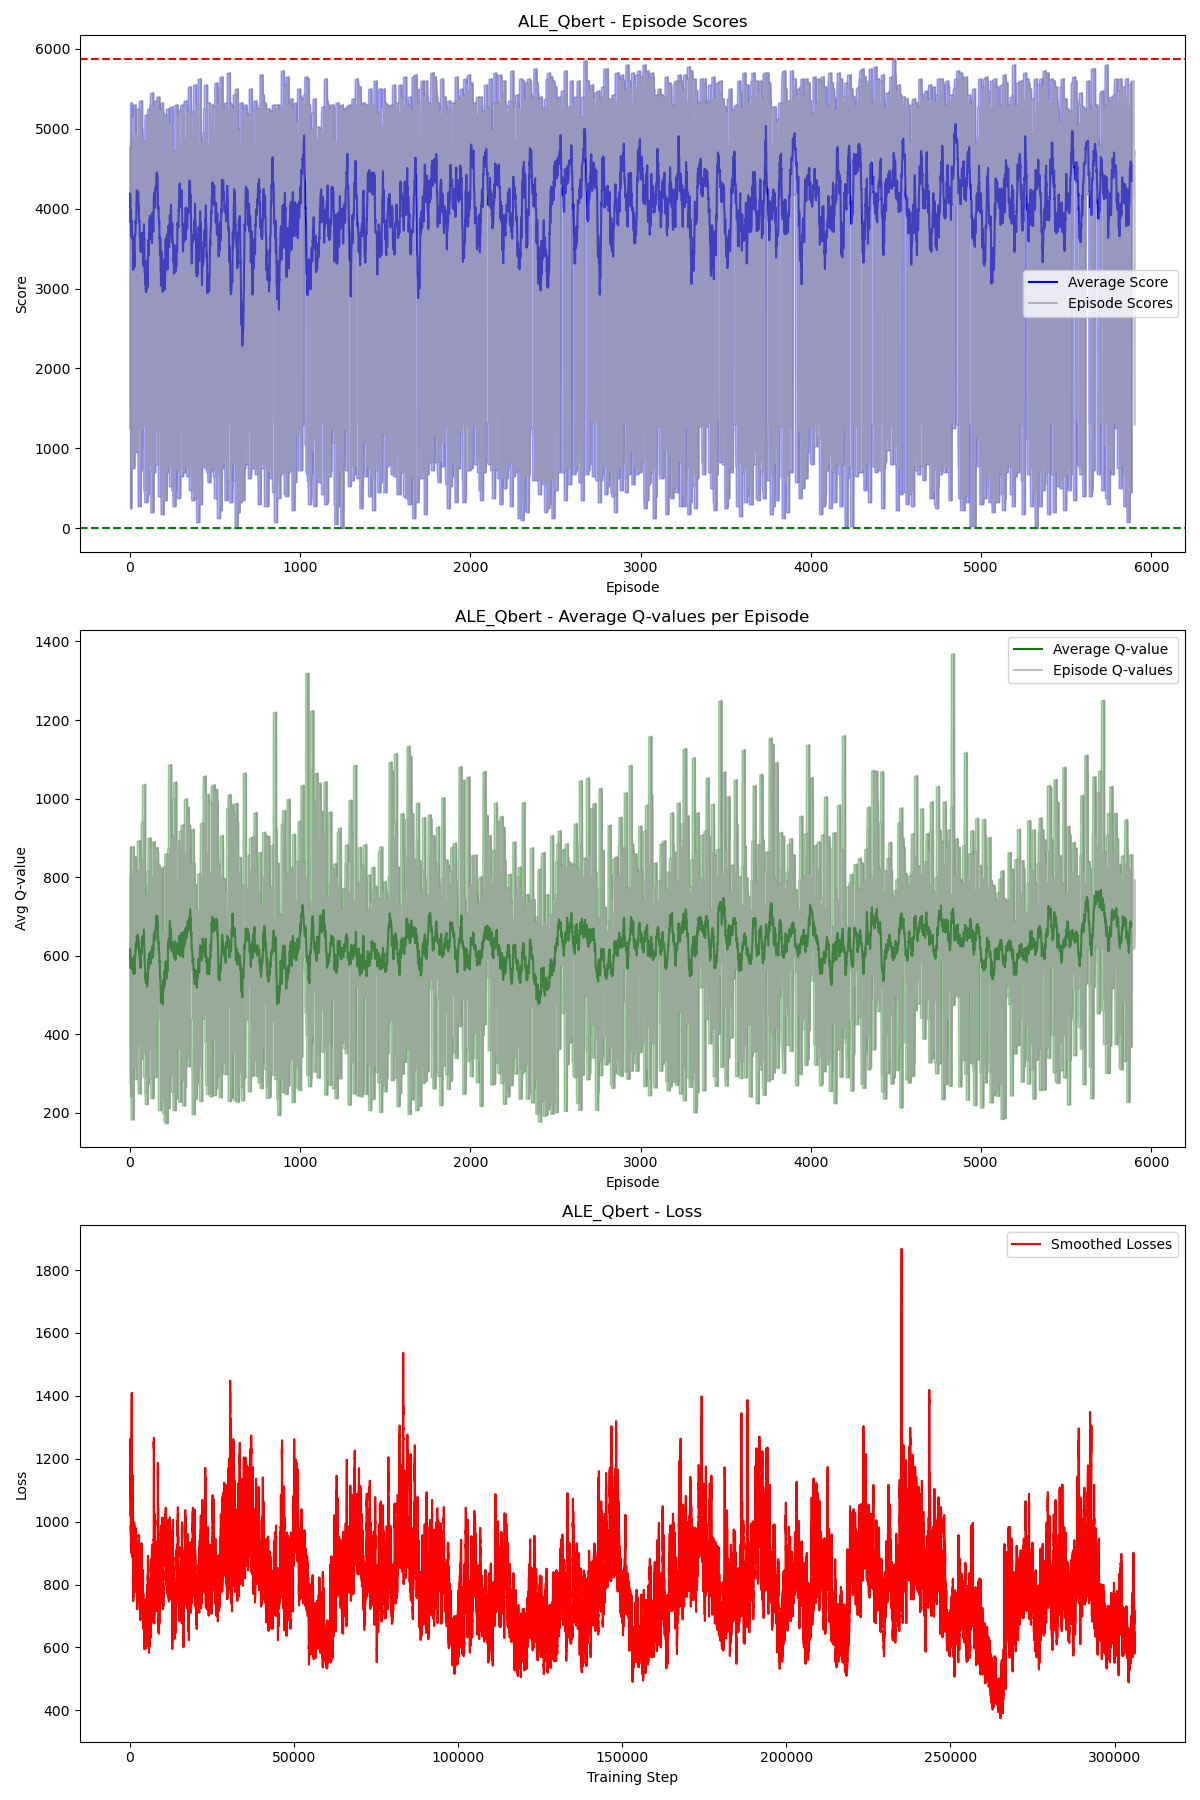 ALE_Qbert - Episode Scores
6000
5000
4000
3000
2000
1000
0
Score
Average Score
Episode Scores
0 1000 2000 3000 4000 5000 6000
Episode
ALE_Qbert - Average Q-values per Episode
1400
1200
1000
800
600
400
200
Avg Q-value
Average Q-value
Episode Q-values
0 1000 2000 3000 4000 5000 6000
Episode
ALE_Qbert - Loss
1800
1600
1400
1200
1000
800
600
400
Loss
Smoothed Losses
0 50000 100000 150000 200000 250000 300000
Training Step